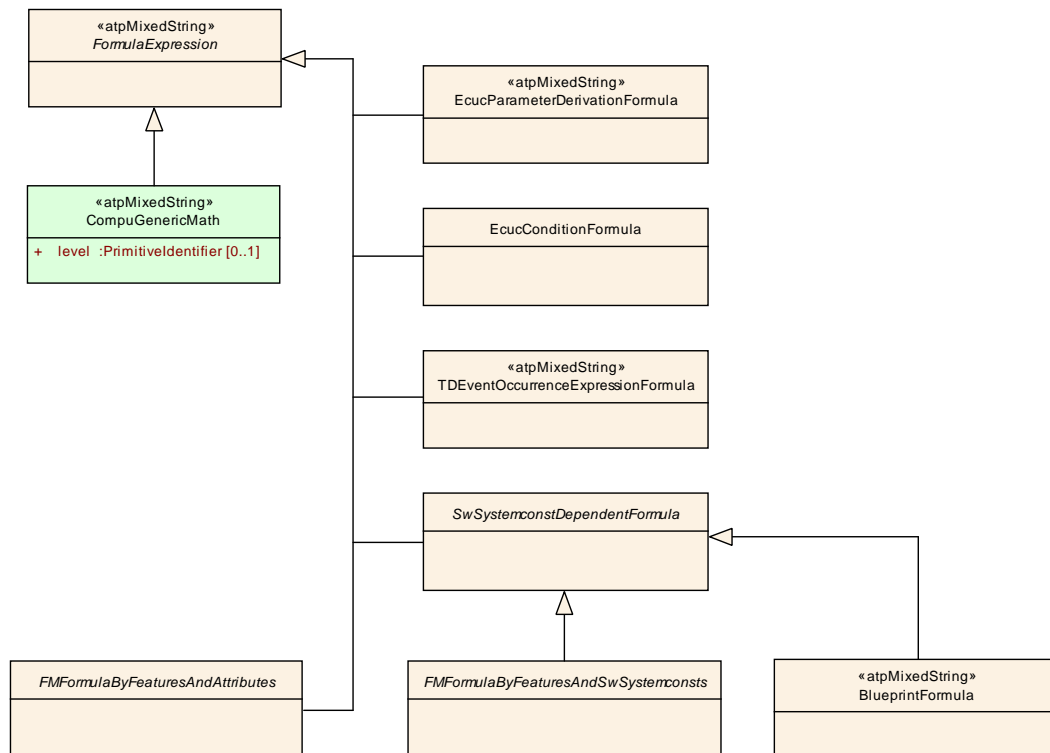 «atpMixedString»
FormulaExpression
«atpMixedString»
EcucParameterDerivationFormula
«atpMixedString»
CompuGenericMath
+ level :PrimitiveIdentifier [0..1]
EcucConditionFormula
«atpMixedString»
TDEventOccurrenceExpressionFormula
SwSystemconstDependentFormula
FMFormulaByFeaturesAndAttributes
FMFormulaByFeaturesAndSwSystemconsts
«atpMixedString»
BlueprintFormula